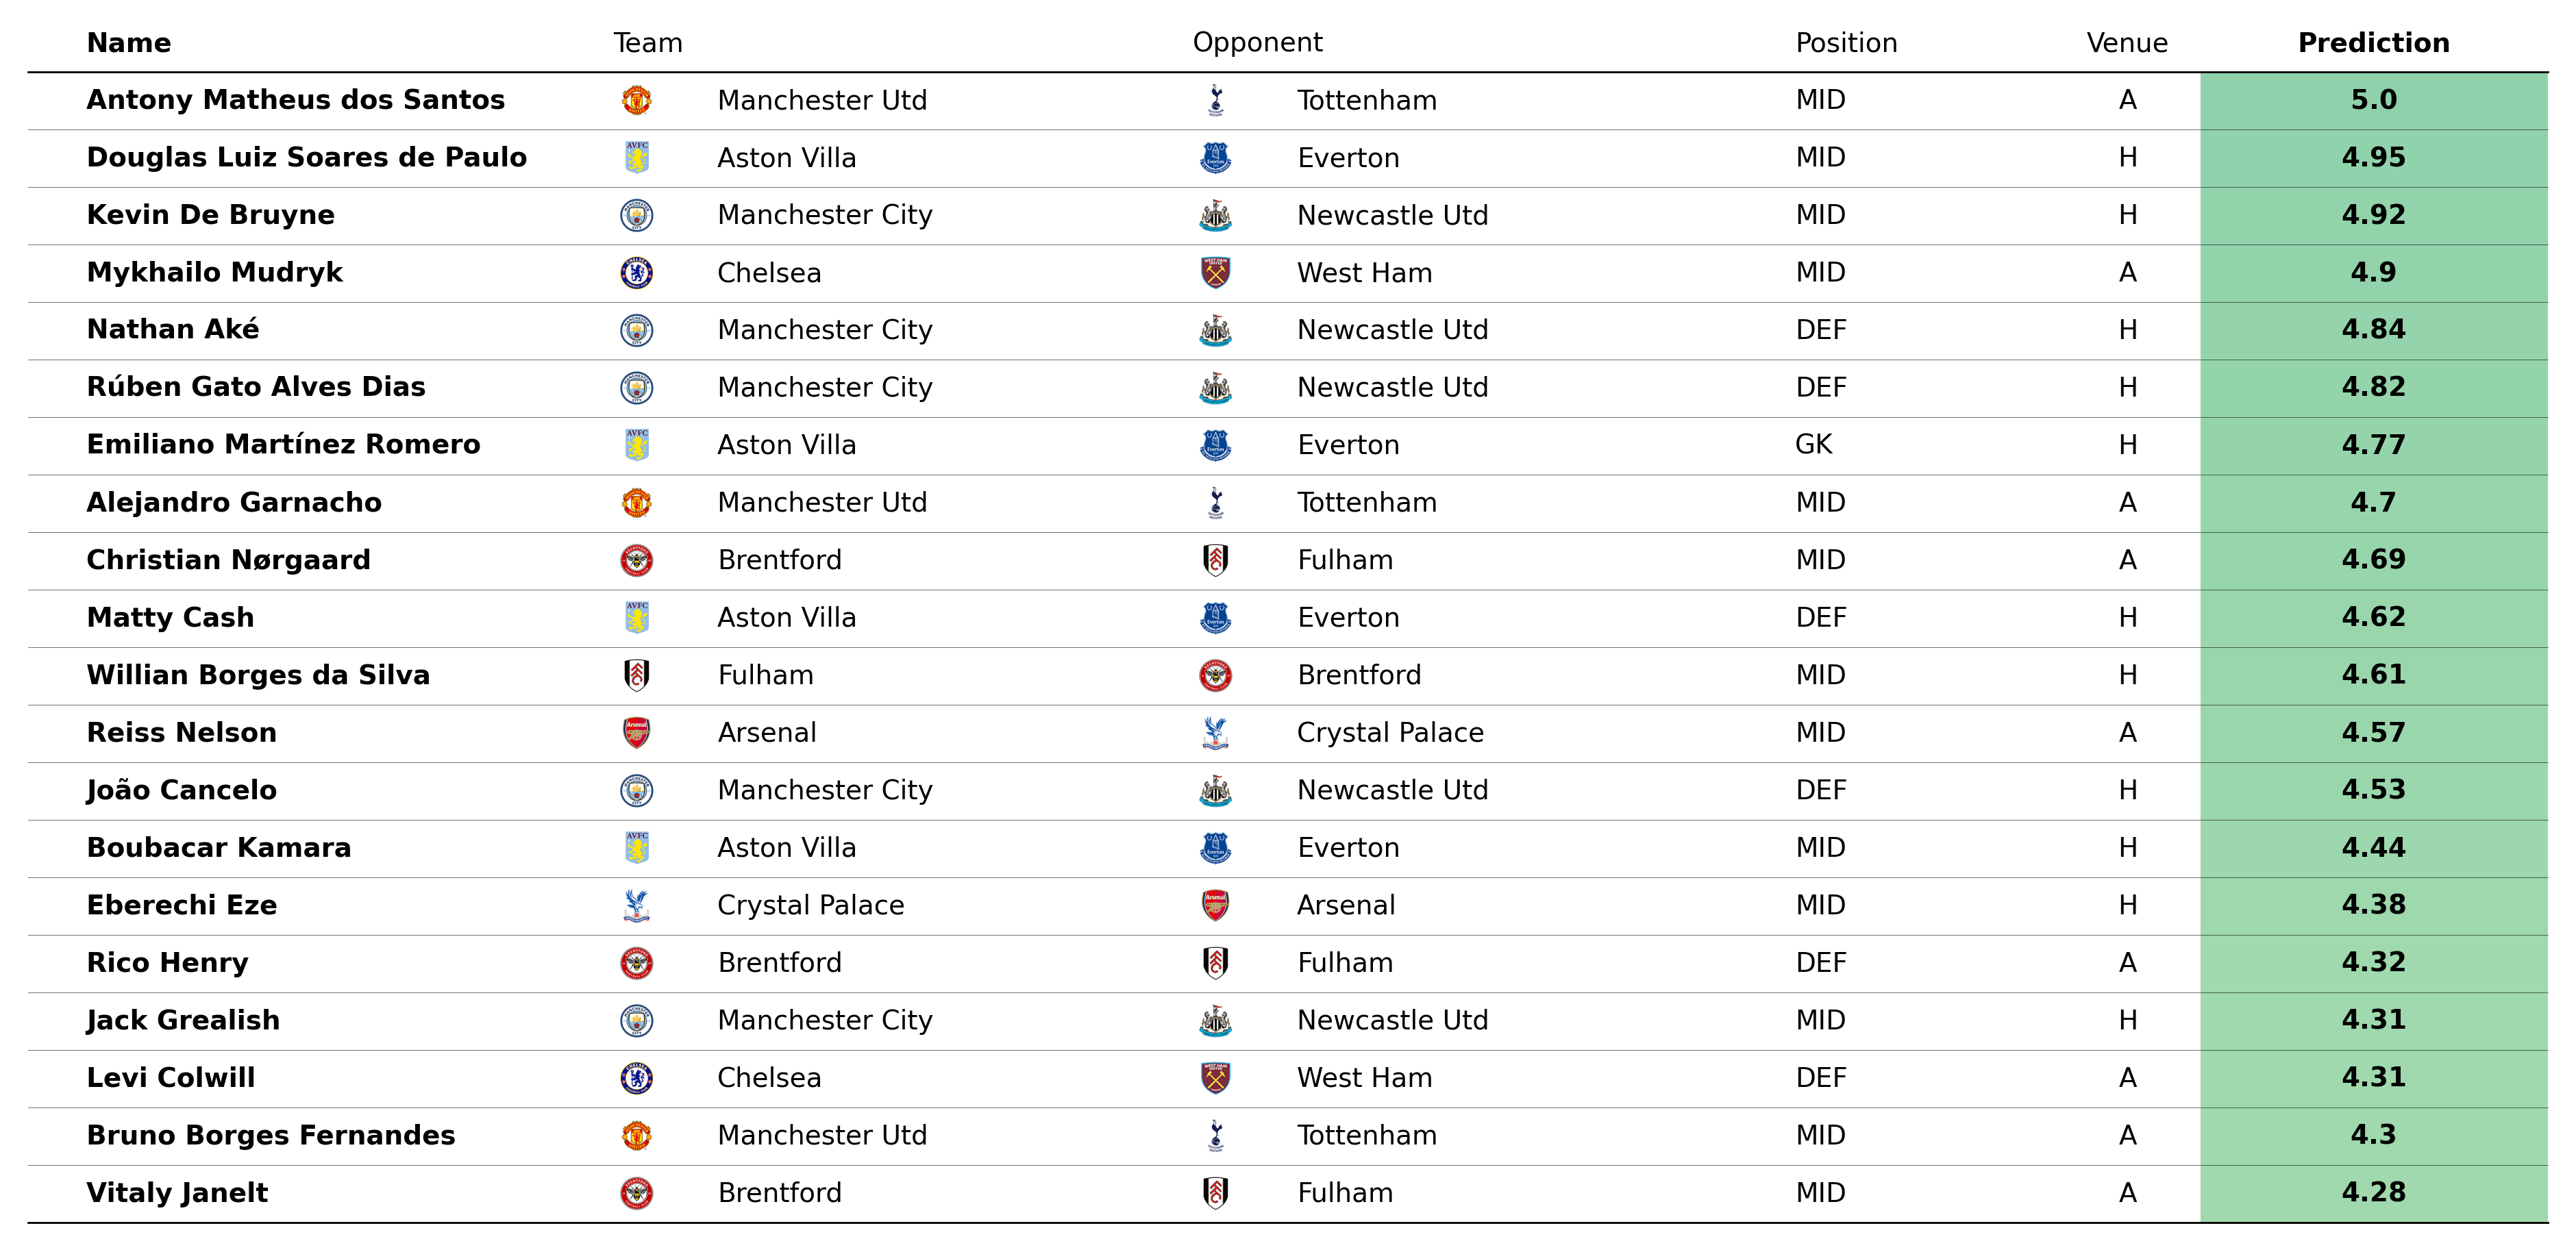 Name Team Opponent Position Venue Prediction
Antony Matheus dos Santos Manchester Utd Tottenham MID A 5.0
Douglas Luiz Soares de Paulo Aston Villa Everton MID H 4.95
Kevin De Bruyne Manchester City Newcastle Utd MID H 4.92
Mykhailo Mudryk Chelsea West Ham MID A 4.9
Nathan Aké Manchester City Newcastle Utd DEF H 4.84
Rúben Gato Alves Dias Manchester City Newcastle Utd DEF H 4.82
Emiliano Martínez Romero Aston Villa Everton GK H 4.77
Alejandro Garnacho Manchester Utd Tottenham MID A 4.7
Christian Nørgaard Brentford Fulham MID A 4.69
Matty Cash Aston Villa Everton DEF H 4.62
Willian Borges da Silva Fulham Brentford MID H 4.61
Reiss Nelson Arsenal Crystal Palace MID A 4.57
João Cancelo Manchester City Newcastle Utd DEF H 4.53
Boubacar Kamara Aston Villa Everton MID H 4.44
Eberechi Eze Crystal Palace Arsenal MID H 4.38
Rico Henry Brentford Fulham DEF A 4.32
Jack Grealish Manchester City Newcastle Utd MID H 4.31
Levi Colwill Chelsea West Ham DEF A 4.31
Bruno Borges Fernandes Manchester Utd Tottenham MID A 4.3
Vitaly Janelt Brentford Fulham MID A 4.28